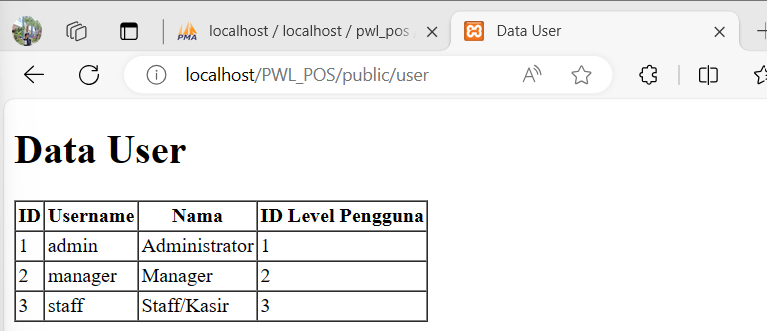 PMA localhost / localhost / pwl_pos Data User
localhost/PWL_POS/public/user
Data User
ID Username Nama ID Level Pengguna
1 admin Administrator 1
2 manager Manager 2
3 staff Staff/Kasir 3